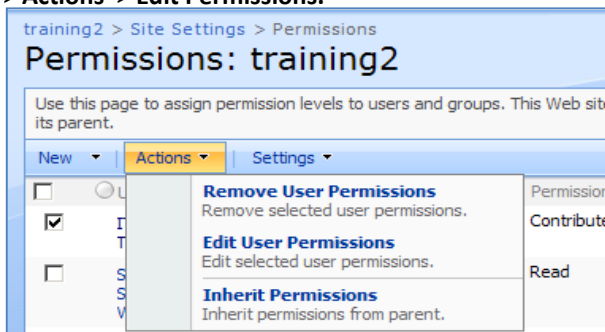 > Actions > Edit Permissions.
training2 > Site Settings > Permissions
Permissions: training2
Use this page to assign permission levels to users and groups. This Web site
its parent.
New Actions Settings
Permission
Remove User Permissions
Remove selected user permissions.
Contribute
Edit User Permissions
Edit selected user permissions.
Read
Inherit Permissions
Inherit permissions from parent.